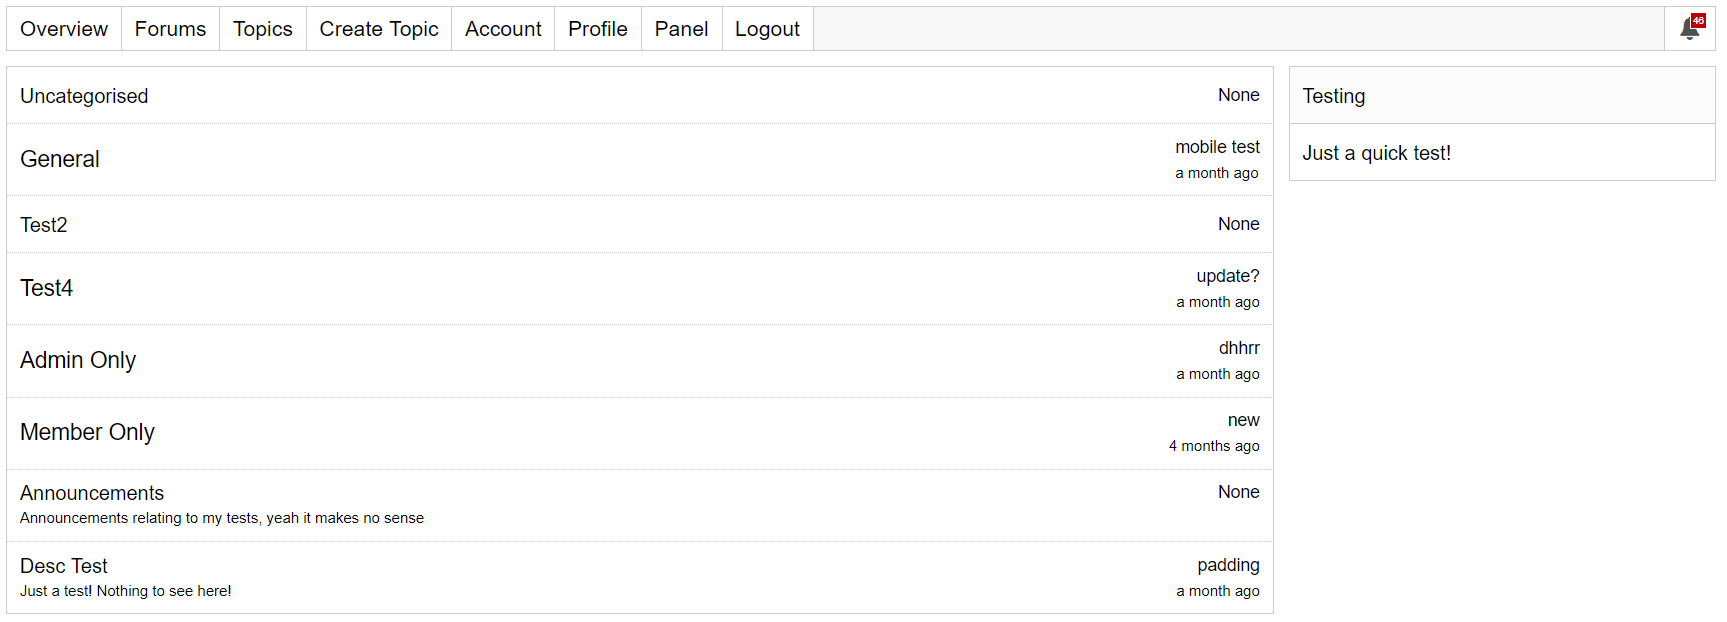 Overview Forums Topics Create Topic Account Profile Panel Logout 46
Uncategorised None
General mobile test
a month ago
Test2 None
Test4 update?
a month ago
Admin Only dhhrr
a month ago
Member Only new
4 months ago
Announcements None
Announcements relating to my tests, yeah it makes no sense
Desc Test padding
Just a test! Nothing to see here! a month ago
Testing
Just a quick test!